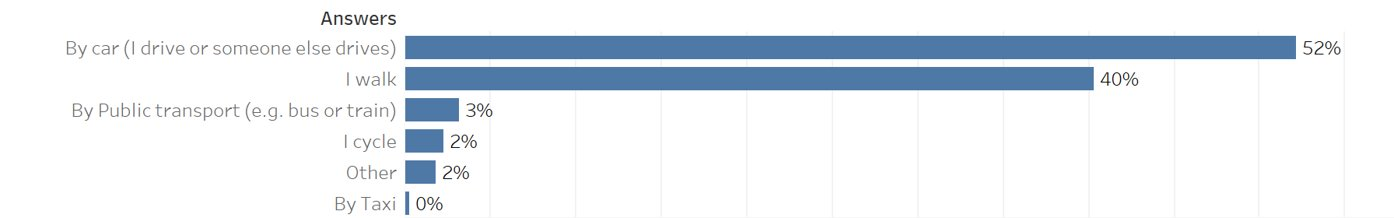 Answers
By car (I drive or someone else drives) 52%
I walk 40%
By Public transport (e.g. bus or train) 3%
I cycle 2%
Other 2%
By Taxi 0%